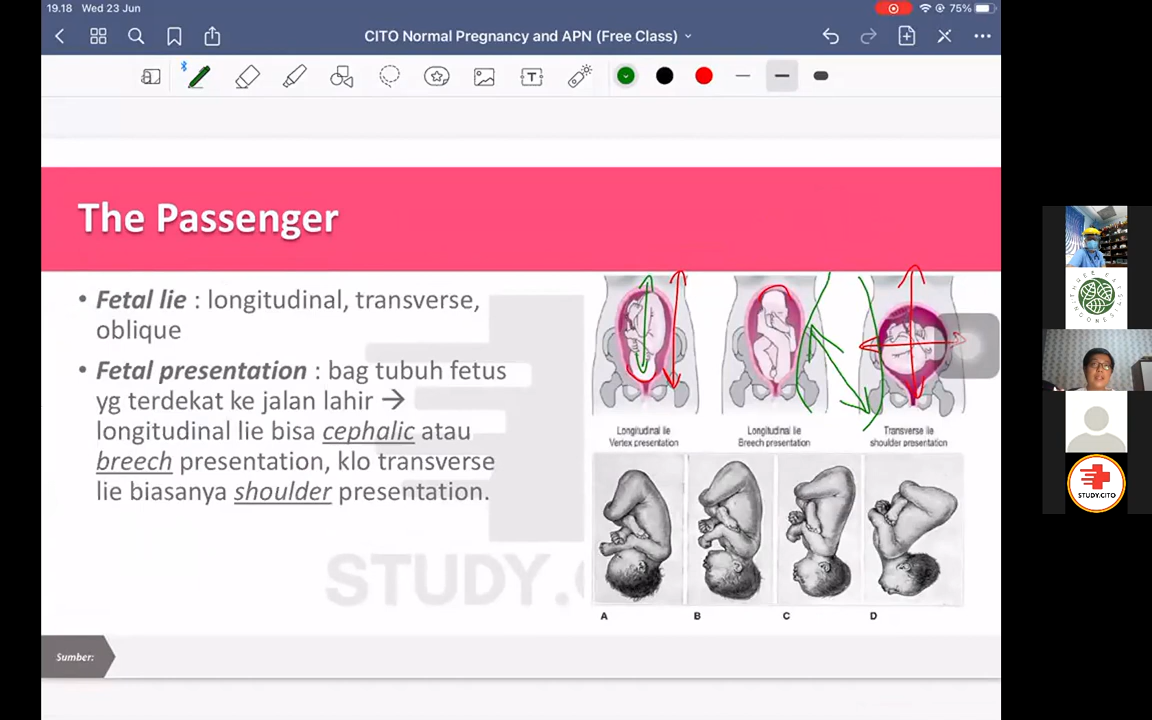 19.18 Wed 23 Jun
75%
CITO Normal Pregnancy and APN (Free Class)
The Passenger
• Fetal lie : longitudinal, transverse,
oblique
• Fetal presentation : bag tubuh fetus
yg terdekat ke jalan lahir →
longitudinal lie bisa cephalic atau
breech presentation, klo transverse
lie biasanya shoulder presentation.
Longitudinal lie
Vertex presentation
Longitudinal lie
Breech presentation
Transverse lie
shoulder presentation
A B C D
STUDY.C
Sumber:
STUDY.CITO